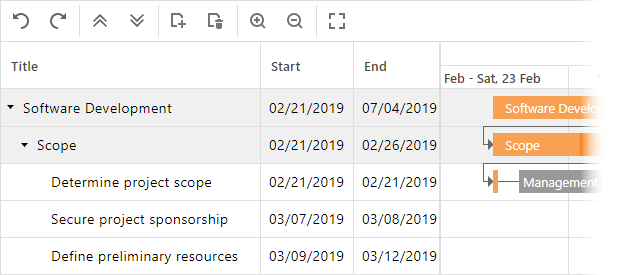 Title Start End
Feb - Sat, 23 Feb
Software Development 02/21/2019 07/04/2019 Software Develo
Scope 02/21/2019 02/26/2019 Scope
Determine project scope 02/21/2019 02/21/2019 Management
Secure project sponsorship 03/07/2019 03/08/2019
Define preliminary resources 03/09/2019 03/12/2019